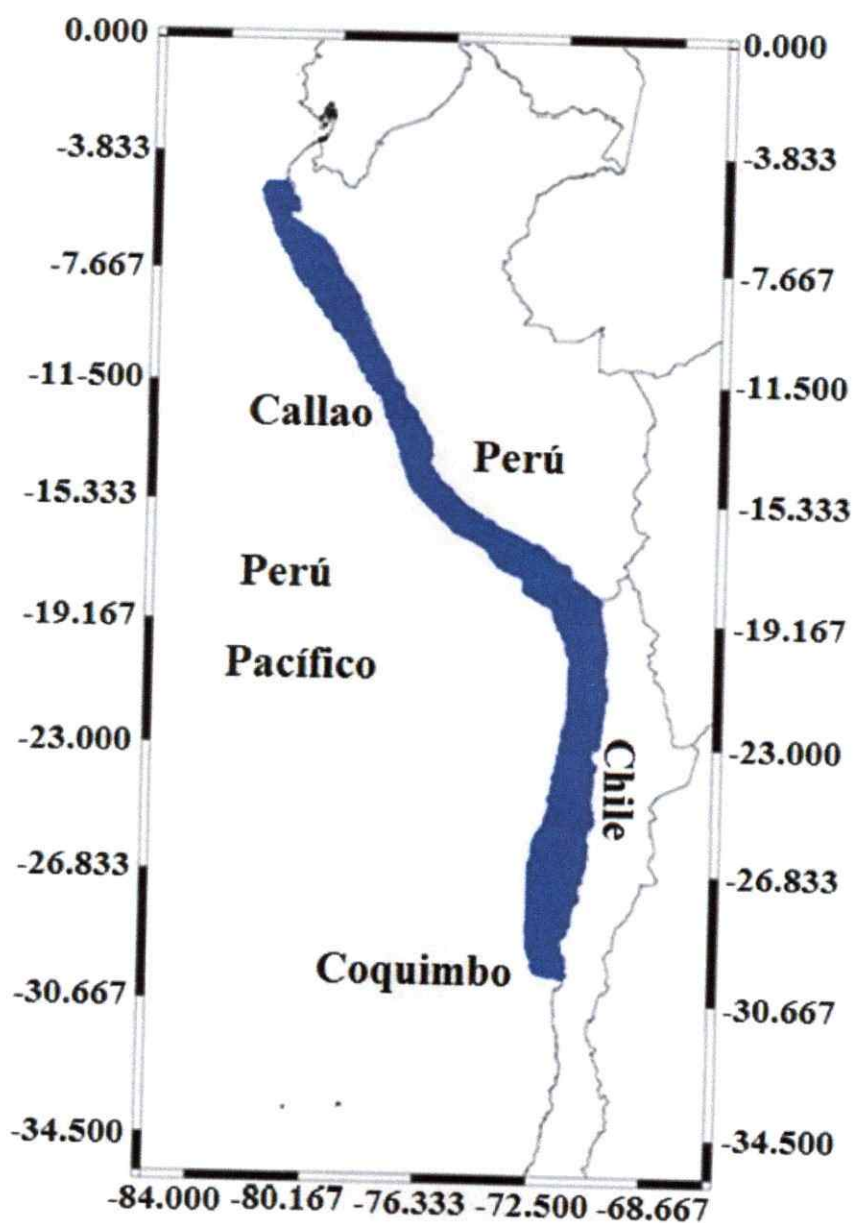 0.000 0.000
-3.833 -3.833
-7.667 -7.667
-11-500 -11.500
Callao
Perú
-15.333 -15.333
Perú
-19.167 -19.167
Pacífico
-23.000 -23.000
Chile
-26.833 -26.833
Coquimbo
-30.667 -30.667
-34.500 -34.500
-84.000 -80.167 -76.333 -72.500 -68.667